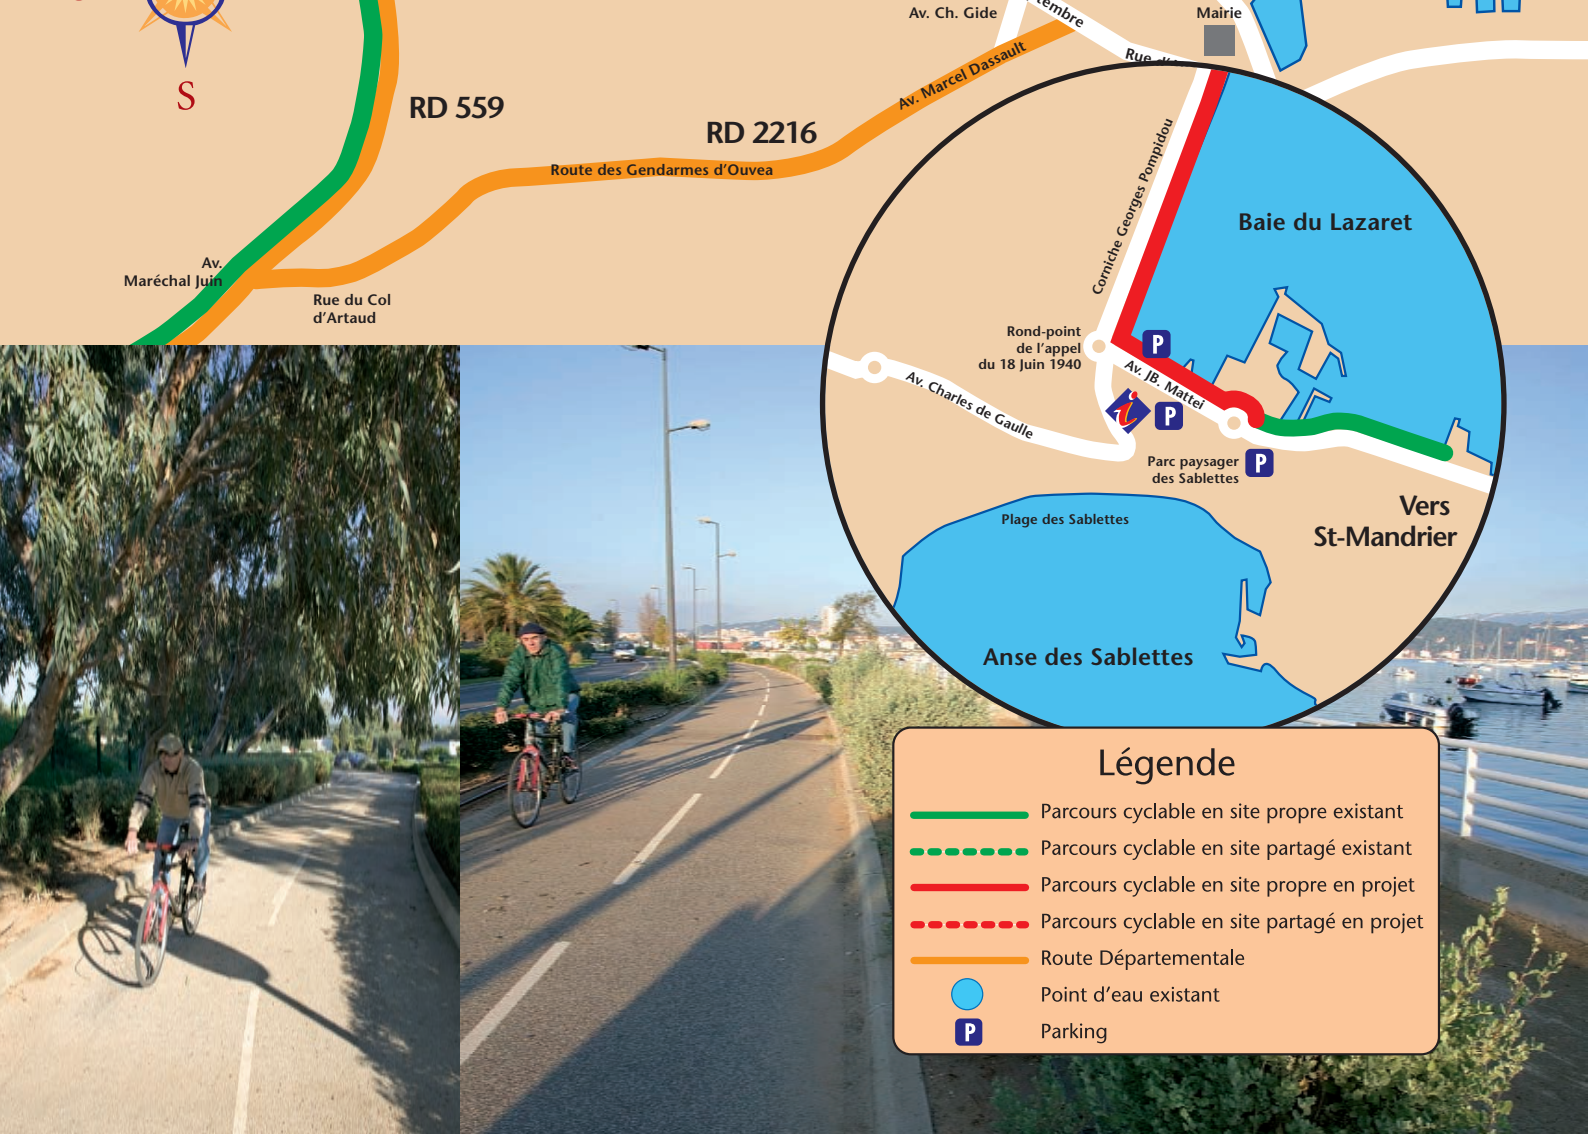 Av. Ch. Gide
tembre
Mairie
Rue d'
S
RD 559
RD 2216
Av. Marcel Dassault
Route des Gendarmes d'Ouvea
Av.
Maréchal Juin
Rue du Col
d'Artaud
Corniche Georges Pompidou
Baie du Lazaret
Rond-point
de l'appel
du 18 Juin 1940
P
Av. JB. Mattei
Av. Charles de Gaulle
i
P
Parc paysager
des Sablettes
P
Vers
St-Mandrier
Plage des Sablettes
Anse des Sablettes
Légende
Parcours cyclable en site propre existant
Parcours cyclable en site partagé existant
Parcours cyclable en site propre en projet
Parcours cyclable en site partagé en projet
Route Départementale
Point d'eau existant
P Parking